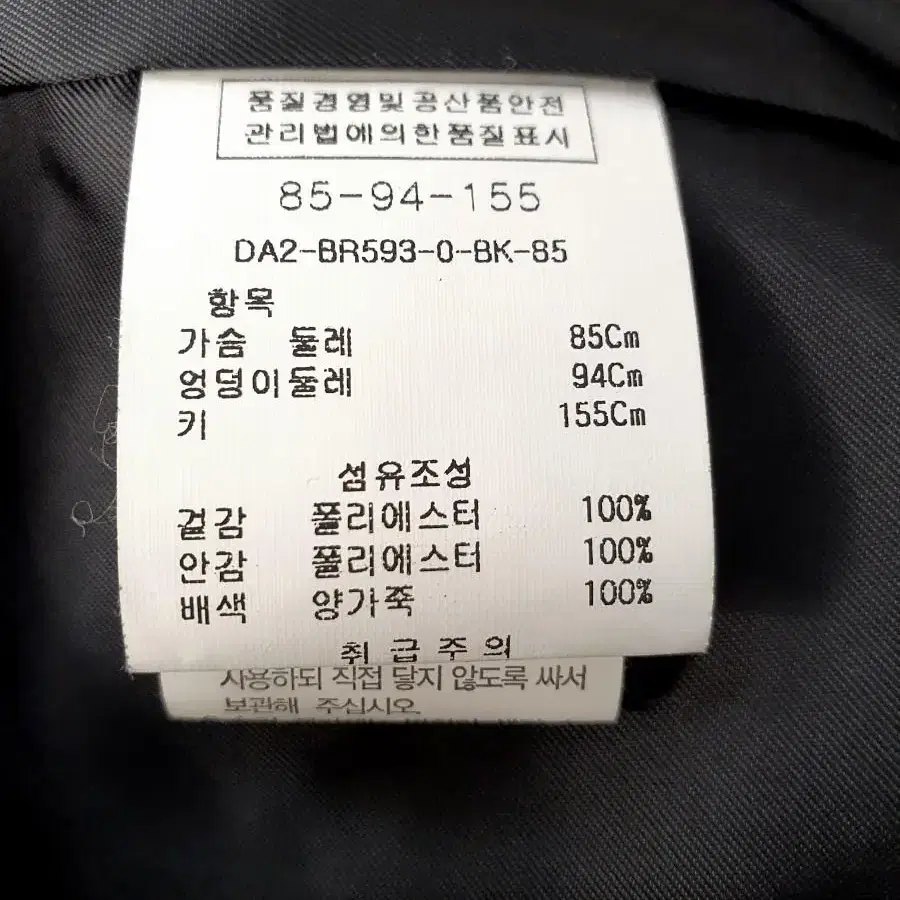 품질경영및 공산품안전
관리법에의한품질표시
85-94-155
DA2-BR593-0-BK-85
항목
가슴 둘레 85Cm
엉덩이둘레 94Cm
키 155Cm
섬유조성
겉감 폴리에스터 100%
안감 폴리에스터 100%
배색 양가죽 100%
취급주의
사용하되 직접 닿지 않도록 싸서
보관해 주십시오.